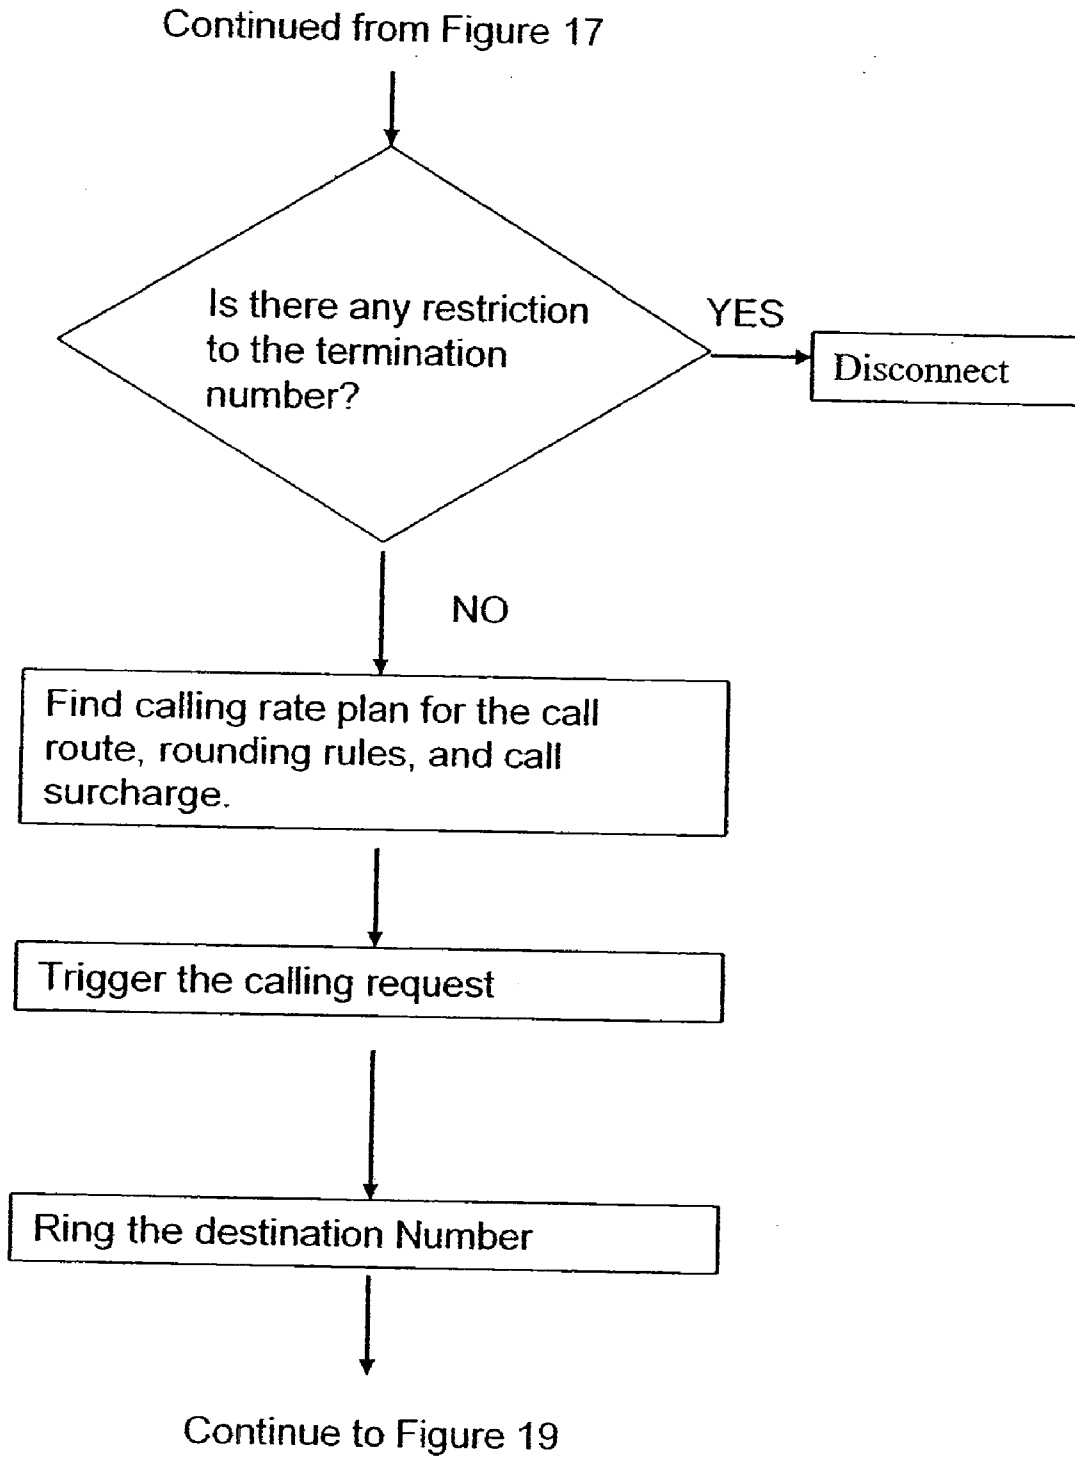 Continued from Figure 17
Is there any restriction
to the termination
number?
YES
Disconnect
NO
Find calling rate plan for the call
route, rounding rules, and call
surcharge.
Trigger the calling request
Ring the destination Number
Continue to Figure 19